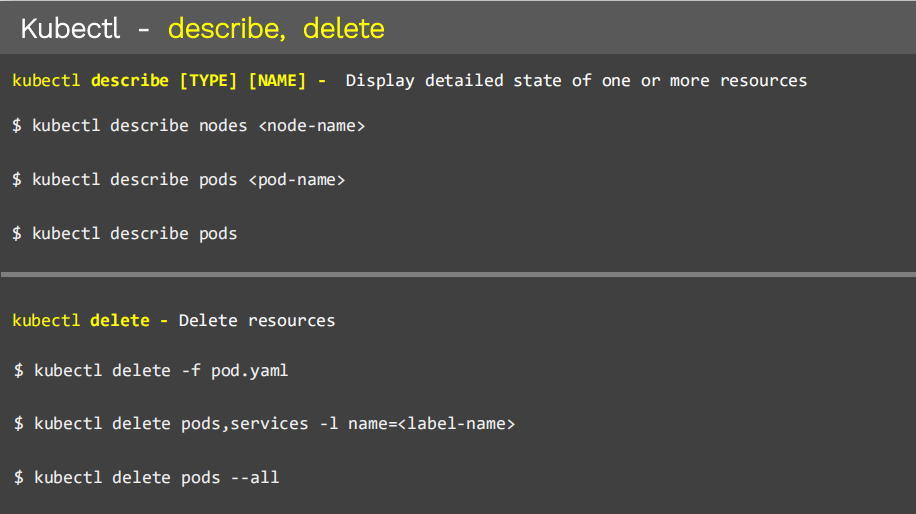 Kubectl - describe, delete
kubectl describe [TYPE] [NAME] - Display detailed state of one or more resources
$ kubectl describe nodes <node-name>
$ kubectl describe pods <pod-name>
$ kubectl describe pods
kubectl delete - Delete resources
$ kubectl delete -f pod.yaml
$ kubectl delete pods,services -l name=<label-name>
$ kubectl delete pods --all